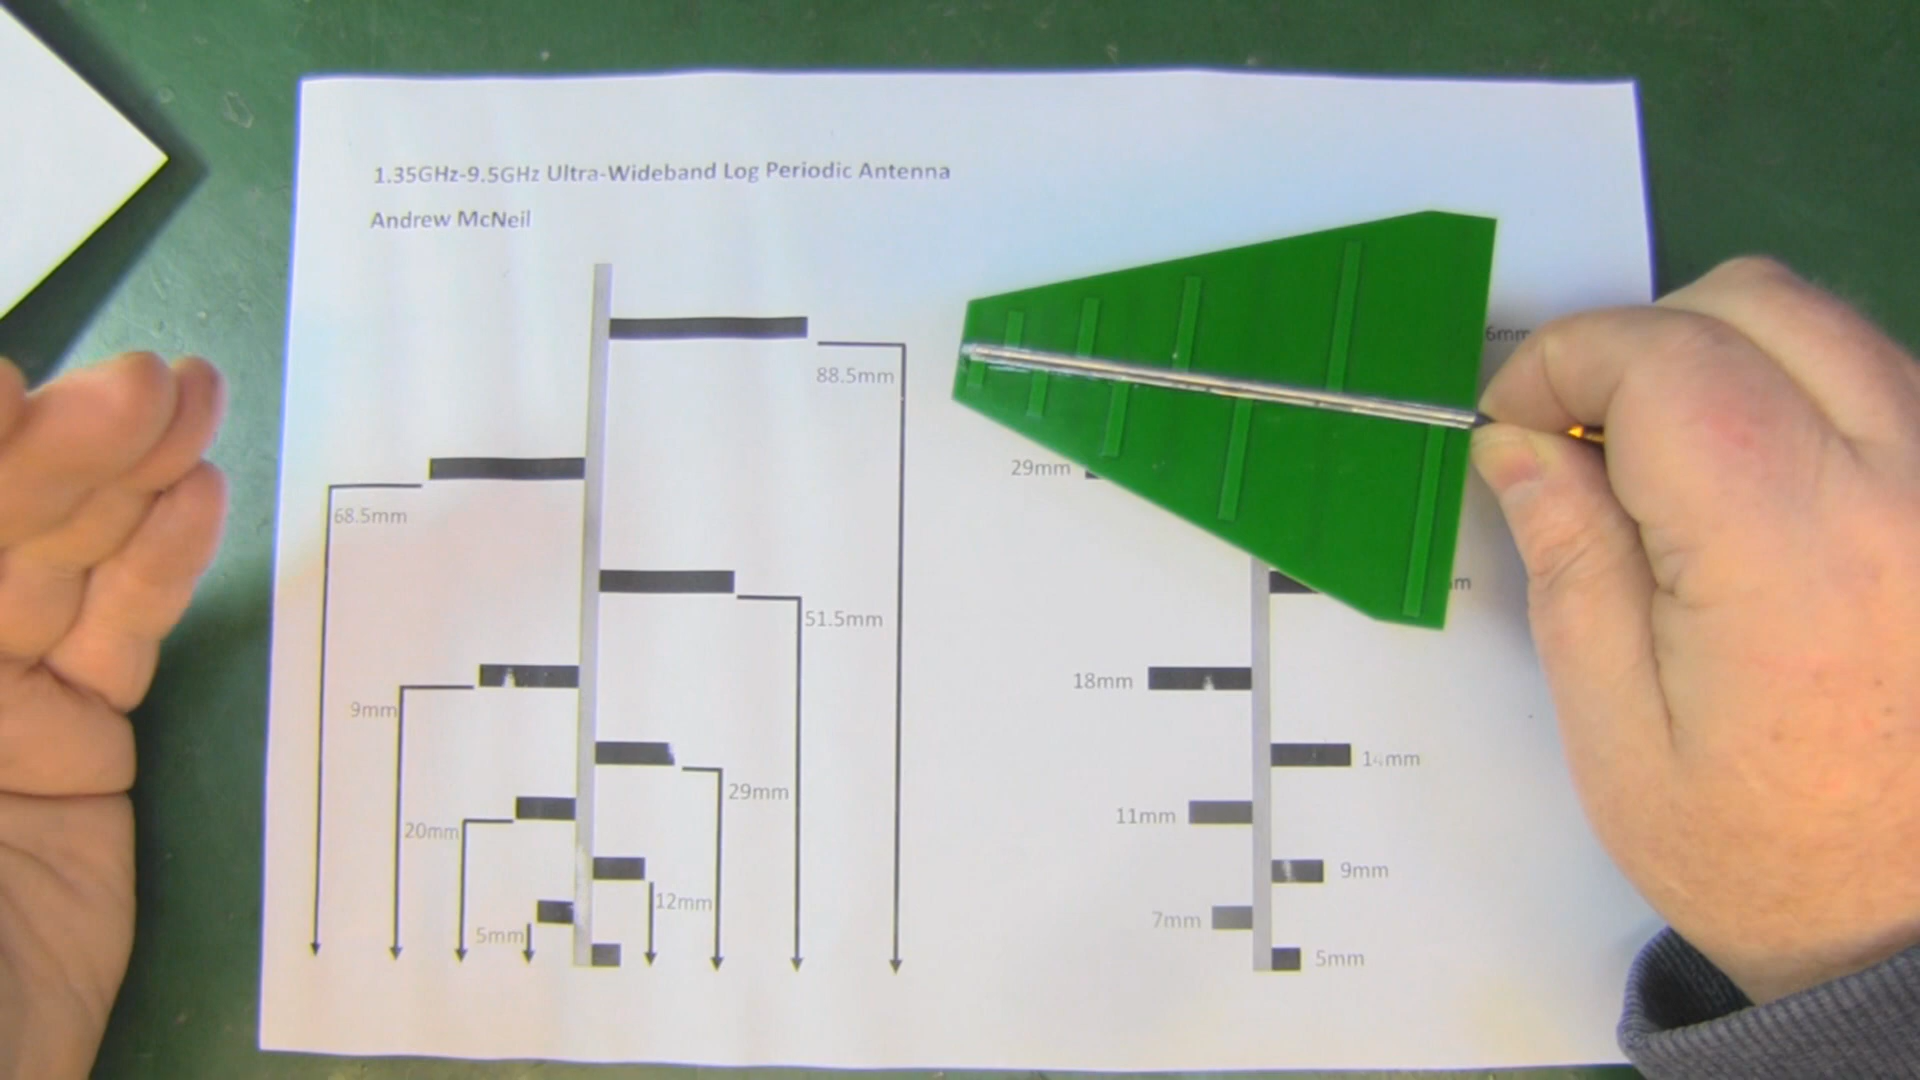 1.35GHz-9.5GHz Ultra-Wideband Log Periodic Antenna
Andrew McNeil
6mm
88.5mm
29mm
68.5mm
51.5mm
18mm
9mm
29mm
11mm
20mm
9mm
12mm
7mm
5mm
5mm